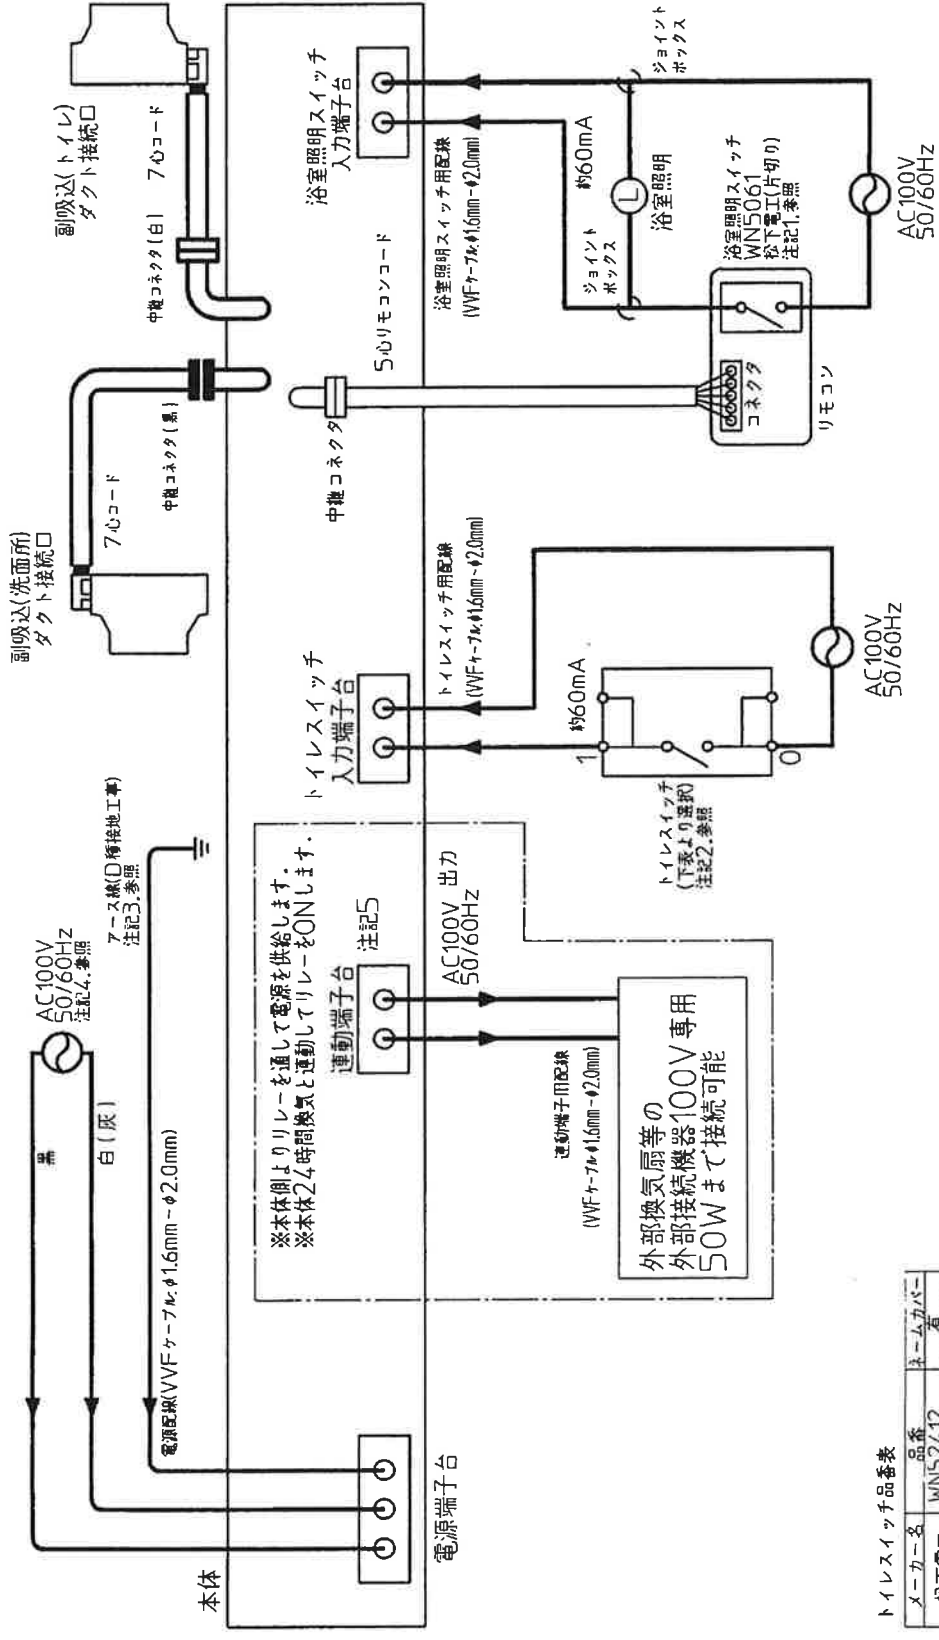 本体
電源端子台
黒
白(灰)
AC100V
50/60Hz
注記4.参照
アース線(D種接地工事)
注記3.参照
電源配線(VVFケーブル:φ1.6mm~φ2.0mm)
※本体側よりリレーを通して電源を供給します.
※本体24時間換気と連動してリレーをONします.
連動端子台
注記5
AC100V 出力
50/60Hz
連動端子用配線
(VVFケーブル:φ1.6mm~φ2.0mm)
外部換気扇等の
外部接続機器100V専用
50Wまで接続可能
トイレスイッチ
入力端子台
トイレスイッチ用配線
(VVFケーブル:φ1.6mm~φ2.0mm)
約60mA
1
0
トイレスイッチ
(下表より選択)
注記2.参照
AC100V
50/60Hz
副吸込(洗面所)
ダクト接続口
7心コード
中継コネクタ(黒)
副吸込(トイレ)
ダクト接続口
7心コード
中継コネクタ(白)
中継コネクタ
5心リモコンコード
コネクタ
リモコン
浴室照明スイッチ
入力端子台
浴室照明スイッチ用配線
(VVFケーブル:φ1.6mm~φ2.0mm)
ジョイント
ボックス
約60mA
L
浴室照明
ジョイント
ボックス
浴室照明スイッチ
WN5061
松下電工(片切り)
注記1.参照
AC100V
50/60Hz
トイレスイッチ品番表
メーカー名 品番 ネームカバー
WN52412 有